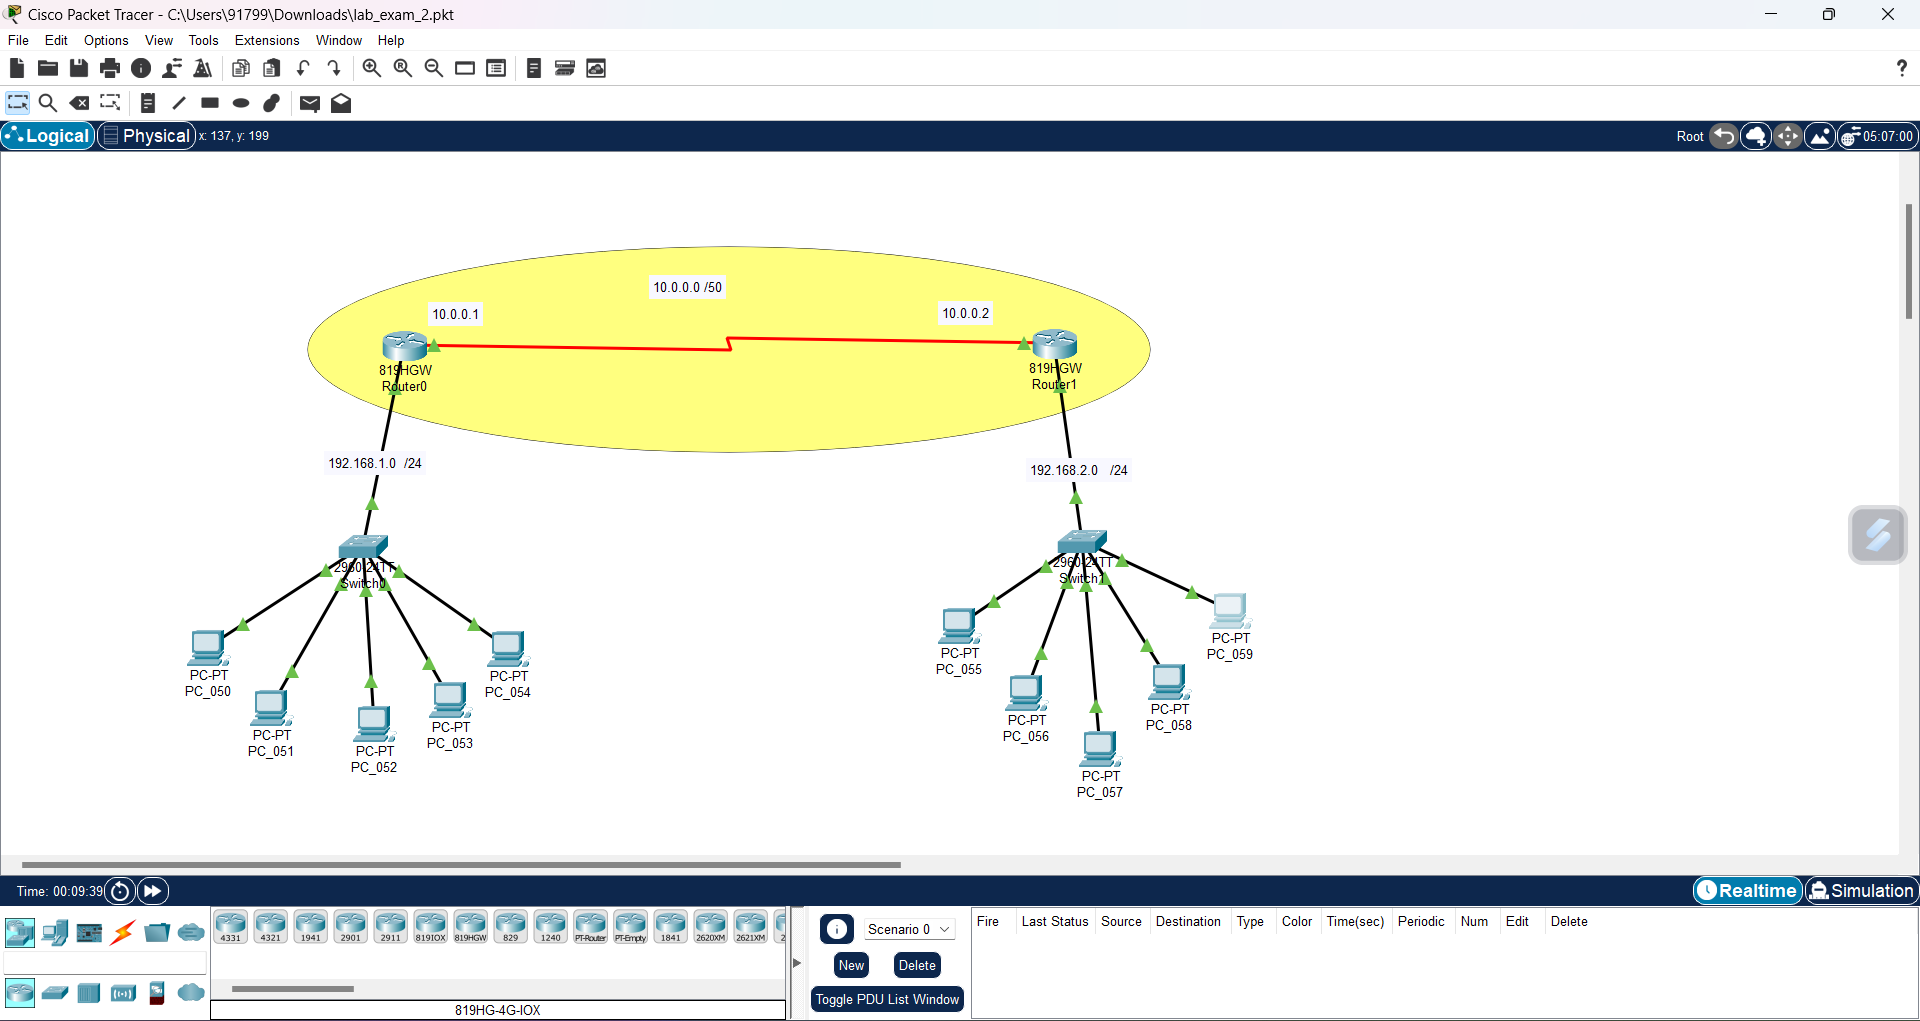 Cisco Packet Tracer - C:\Users\91799\Downloads\lab_exam_2.pkt
File Edit Options View Tools Extensions Window Help
?
Logical Physical x: 137, y: 199 Root 05:07:00
10.0.0.0 /50
10.0.0.1
10.0.0.2
819HGW
Router0
819HGW
Router1
192.168.1.0 /24
192.168.2.0 /24
2960-24TT
Switch0
2960-24TT
Switch1
PC-PT
PC_050
PC-PT
PC_051
PC-PT
PC_052
PC-PT
PC_053
PC-PT
PC_054
PC-PT
PC_055
PC-PT
PC_056
PC-PT
PC_057
PC-PT
PC_058
PC-PT
PC_059
Time: 00:09:39 Realtime Simulation
4331 4321 1941 2901 2911 819IOX 819HGW 829 1240 PT-Router PT-Empty 1841 2620XM 2621XM 2
819HG-4G-IOX
Scenario 0
New Delete
Toggle PDU List Window
Fire Last Status Source Destination Type Color Time(sec) Periodic Num Edit Delete